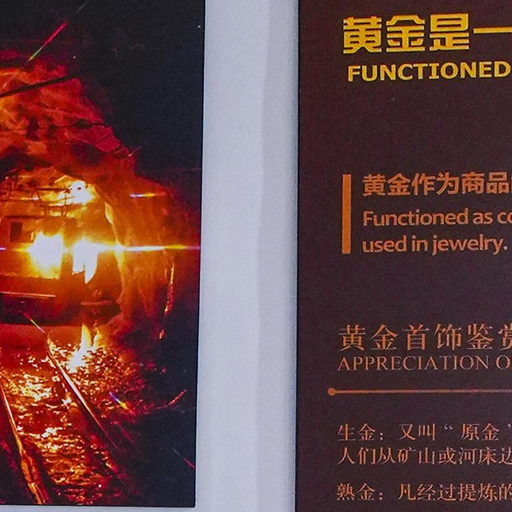 黄金是一
FUNCTIONED
黄金作为商品
Functioned as co
used in jewelry.
黄金首饰鉴赏
APPRECIATION O
生金：又叫“原金”
人们从矿山或河床边
熟金：凡经过提炼的